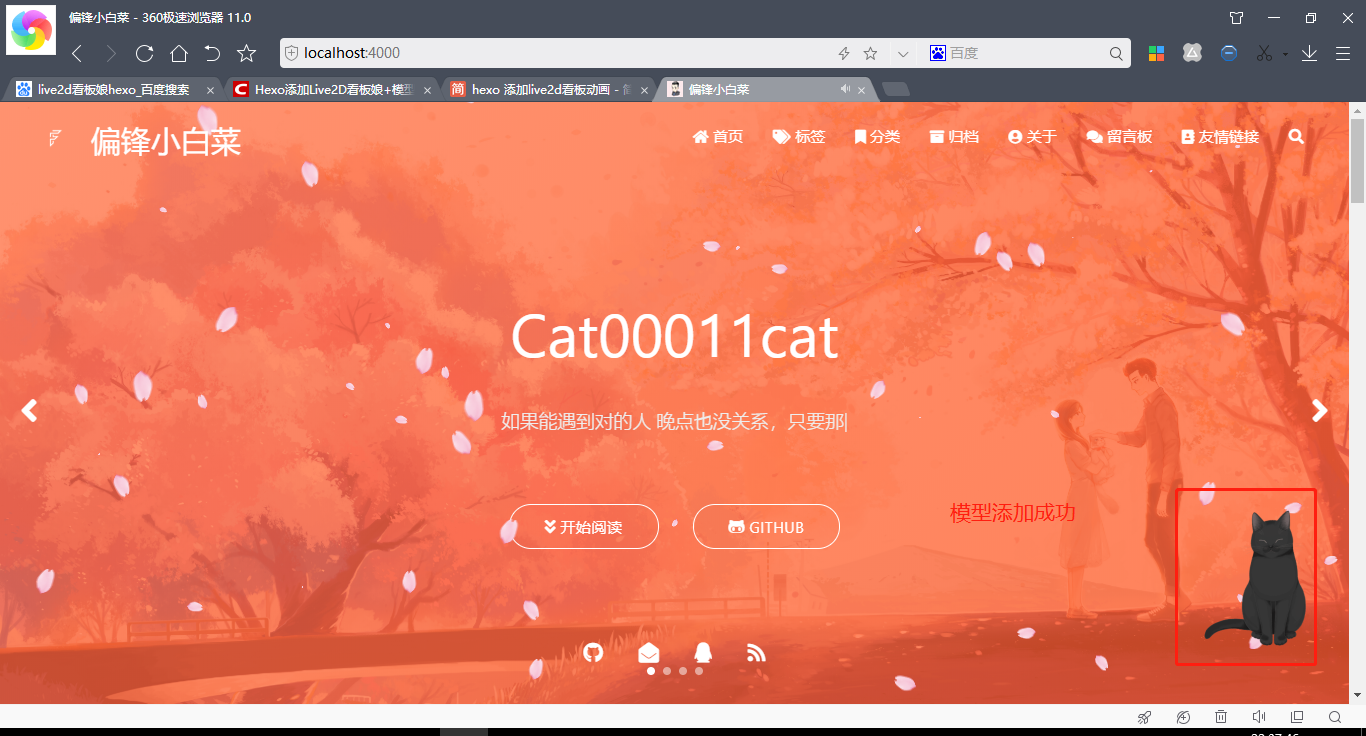 偏锋小白菜 - 360极速浏览器 11.0
localhost:4000
百度
live2d看板娘hexo_百度搜索
Hexo添加Live2D看板娘+模型
hexo 添加live2d看板动画 - 简
偏锋小白菜
偏锋小白菜
首页 标签 分类 归档 关于 留言板 友情链接
Cat00011cat
如果能遇到对的人 晚点也没关系，只要那|
开始阅读
GITHUB
模型添加成功